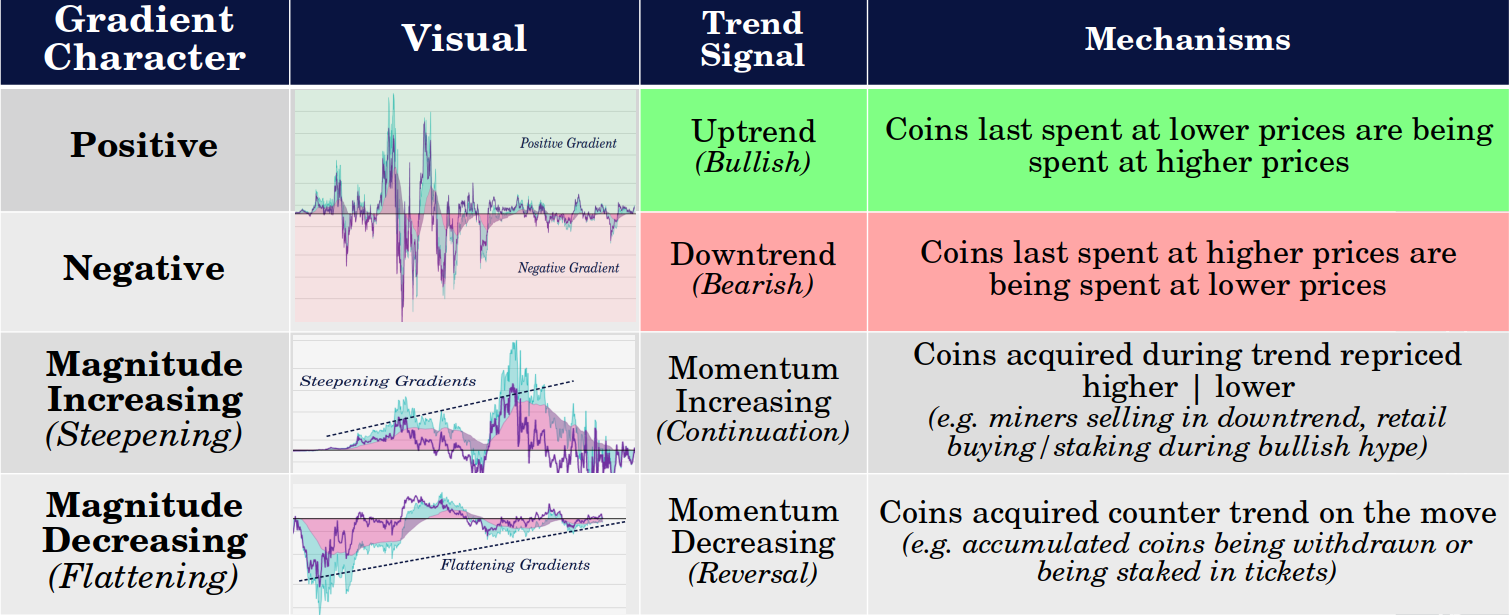 Gradient
Character
Visual
Trend
Signal
Mechanisms
Positive
Positive Gradient
Uptrend
(Bullish)
Coins last spent at lower prices are being
spent at higher prices
Negative
Negative Gradient
Downtrend
(Bearish)
Coins last spent at higher prices are
being spent at lower prices
Magnitude
Increasing
(Steepening)
Steepening Gradients
Momentum
Increasing
(Continuation)
Coins acquired during trend repriced
higher | lower
(e.g. miners selling in downtrend, retail
buying/staking during bullish hype)
Magnitude
Decreasing
(Flattening)
Flattening Gradients
Momentum
Decreasing
(Reversal)
Coins acquired counter trend on the move
(e.g. accumulated coins being withdrawn or
being staked in tickets)